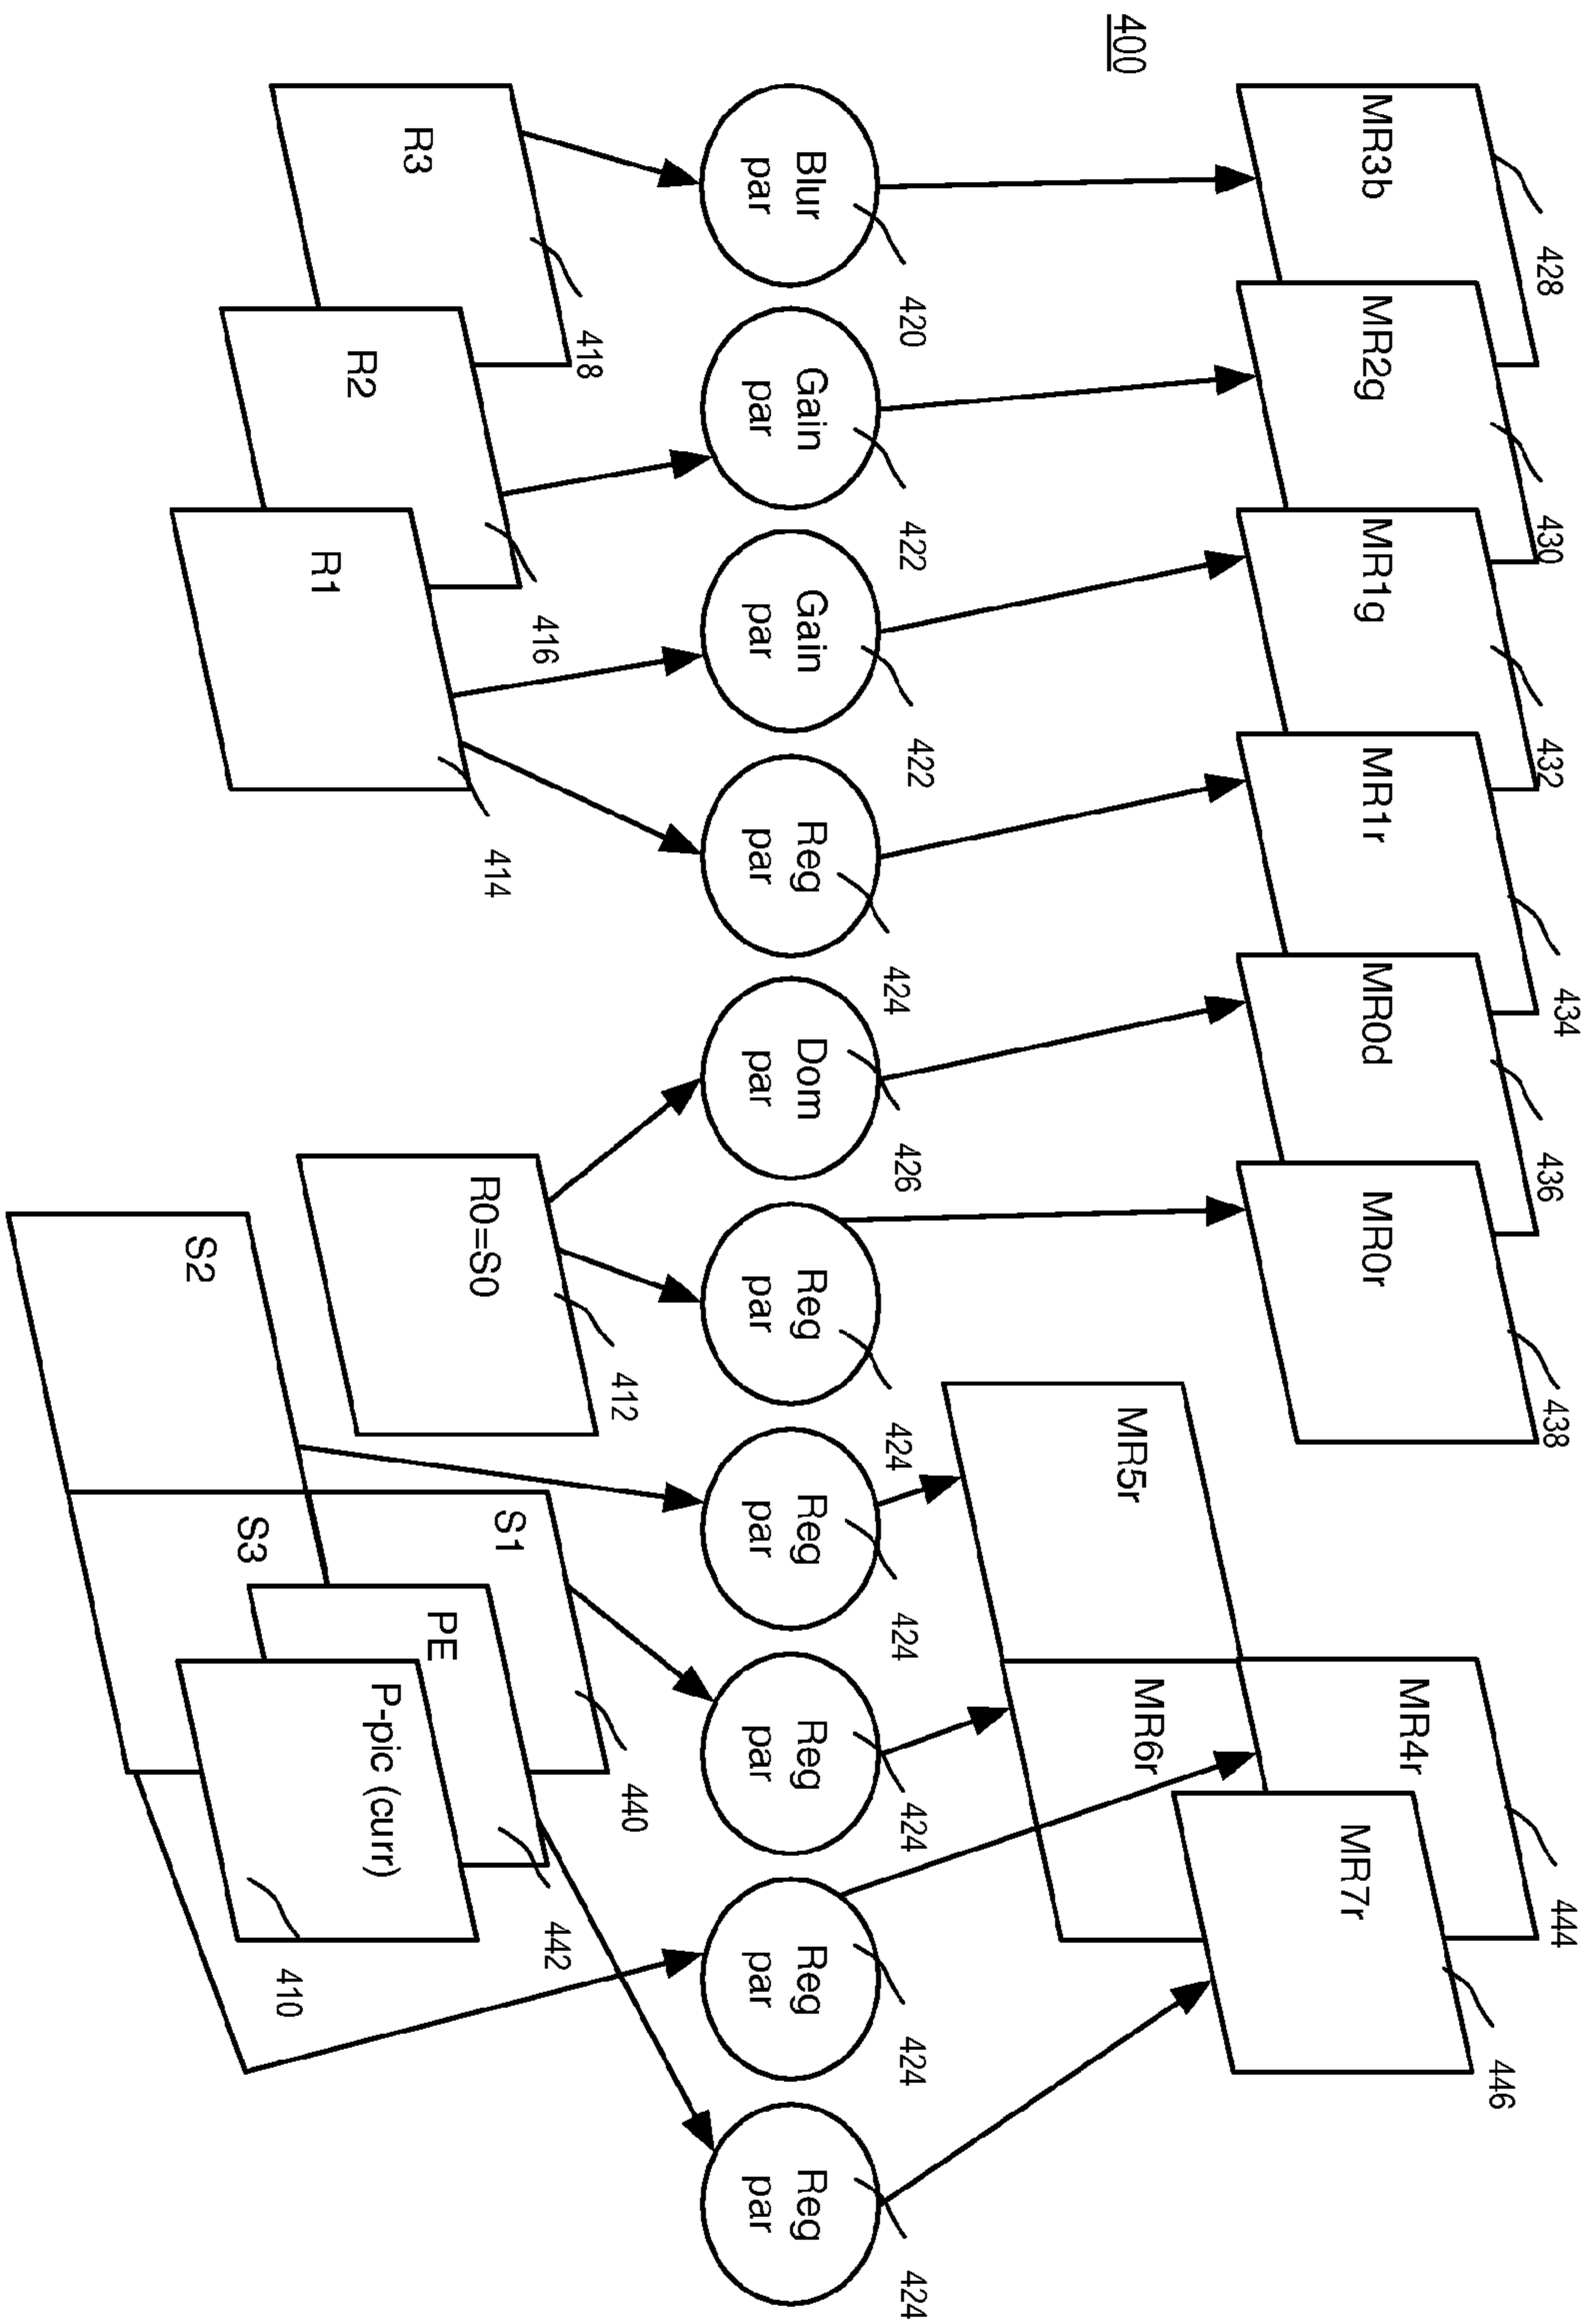 400
MR3b
428
MR2g
430
MR1g
432
MR1r
434
MR0d
436
MR0r
438
MR4r
444
MR7r
446
MR5r
MR6r
Blur
par
420
Gain
par
422
Gain
par
422
Reg
par
424
Dom
par
426
Reg
par
424
Reg
par
424
Reg
par
424
Reg
par
424
Reg
par
424
R3
418
R2
416
R1
414
R0=S0
412
S1
440
PE
442
P-pic (curr)
410
S3
S2